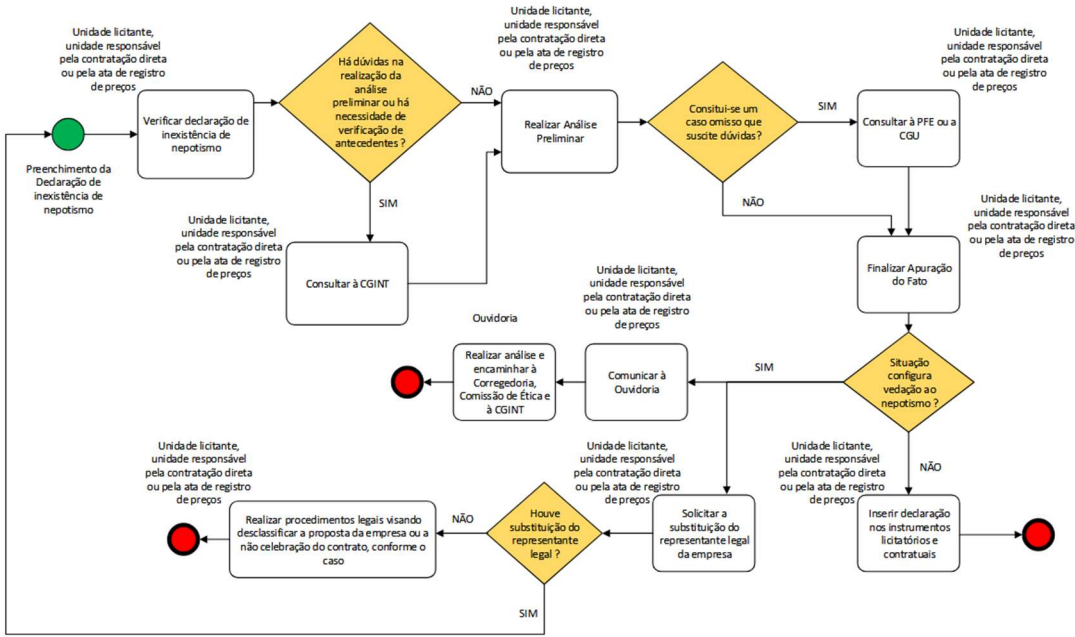 Unidade licitante,
unidade responsável
pela contratação direta
ou pela ata de registro
de preços
Verificar declaração de
inexistência de
nepotismo
Preenchimento da
Declaração de
inexistência de
nepotismo
Há dúvidas na
realização da
análise
preliminar ou há
necessidade de
verificação de
antecedentes ?
NÃO
SIM
Unidade licitante,
unidade responsável
pela contratação direta
ou pela ata de registro
de preços
Consultar à CGINT
Unidade licitante,
unidade responsável
pela contratação direta
ou pela ata de registro
de preços
Realizar Análise
Preliminar
Consitui-se um
caso omisso que
suscite dúvidas?
SIM
NÃO
Unidade licitante,
unidade responsável
pela contratação direta
ou pela ata de registro
de preços
Consultar à PFE ou a
CGU
Unidade licitante,
unidade responsável
pela contratação direta
ou pela ata de registro
de preços
Finalizar Apuração
do Fato
Situação
configura
vedação ao
nepotismo ?
SIM
NÃO
Unidade licitante,
unidade responsável
pela contratação direta
ou pela ata de registro
de preços
Comunicar à
Ouvidoria
Ouvidoria
Realizar análise e
encaminhar à
Corregedoria,
Comissão de Ética e
à CGINT
Unidade licitante,
unidade responsável
pela contratação direta
ou pela ata de registro
de preços
Inserir declaração
nos instrumentos
licitatórios e
contratuais
Unidade licitante,
unidade responsável
pela contratação direta
ou pela ata de registro
de preços
Solicitar a
substituição do
representante legal
da empresa
Houve
substituição do
representante
legal ?
NÃO
SIM
Unidade licitante,
unidade responsável
pela contratação direta
ou pela ata de registro
de preços
Realizar procedimentos legais visando
desclassificar a proposta da empresa ou a
não celebração do contrato, conforme o
caso